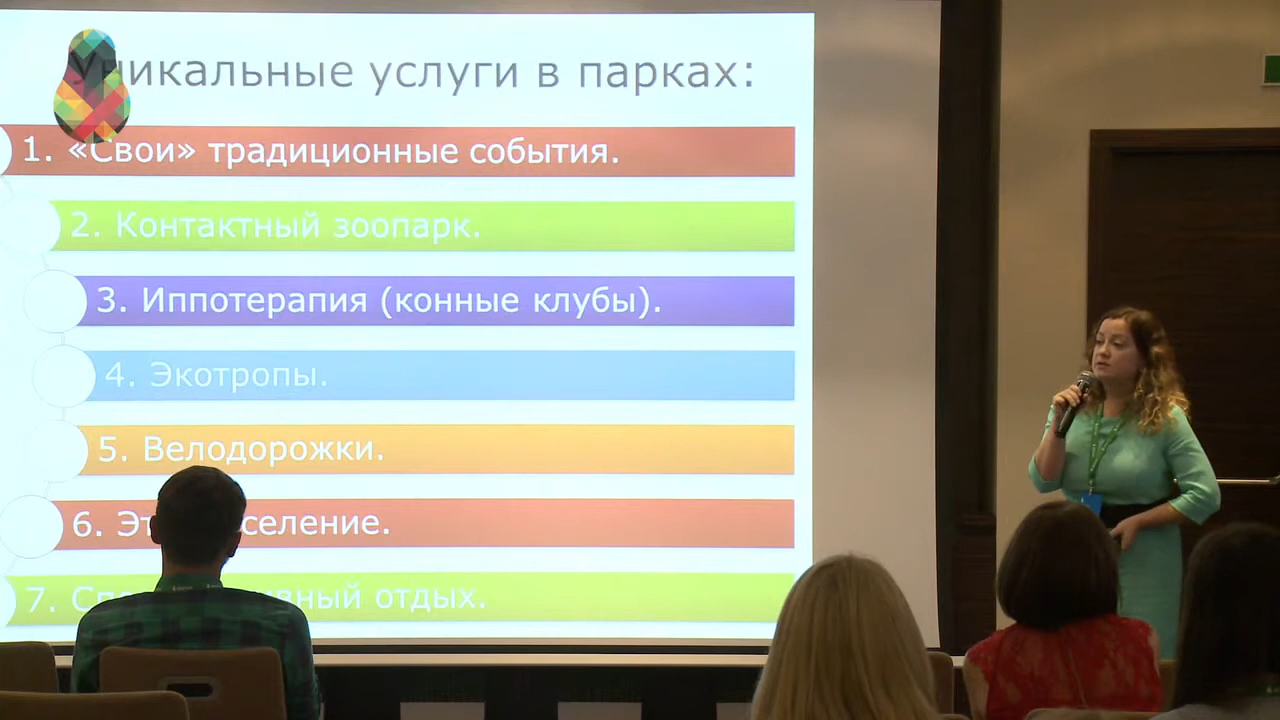 Уникальные услуги в парках:
1. «Свои» традиционные события.
2. Контактный зоопарк.
3. Иппотерапия (конные клубы).
4. Экотропы.
5. Велодорожки.
6. селение.
7. отдых.